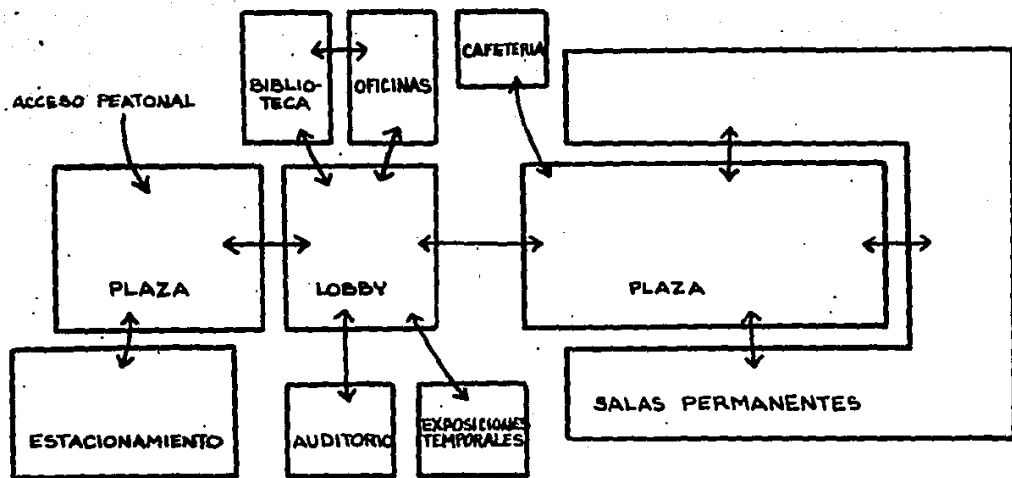 CAFETERIA
BIBLIO-
TECA
OFICINAS
ACCESO PEATONAL
PLAZA
LOBBY
PLAZA
ESTACIONAMIENTO
AUDITORIO
EXPOSICIONES
TEMPORALES
SALAS PERMANENTES